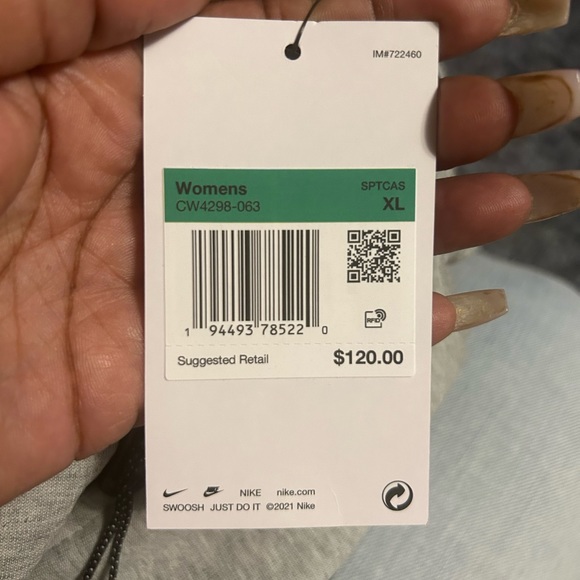 IM#722460
Womens SPTCAS
CW4298-063 XL
1 94493 78522 0
RFID
Suggested Retail $120.00
NIKE nike.com
SWOOSH JUST DO IT ©2021 Nike